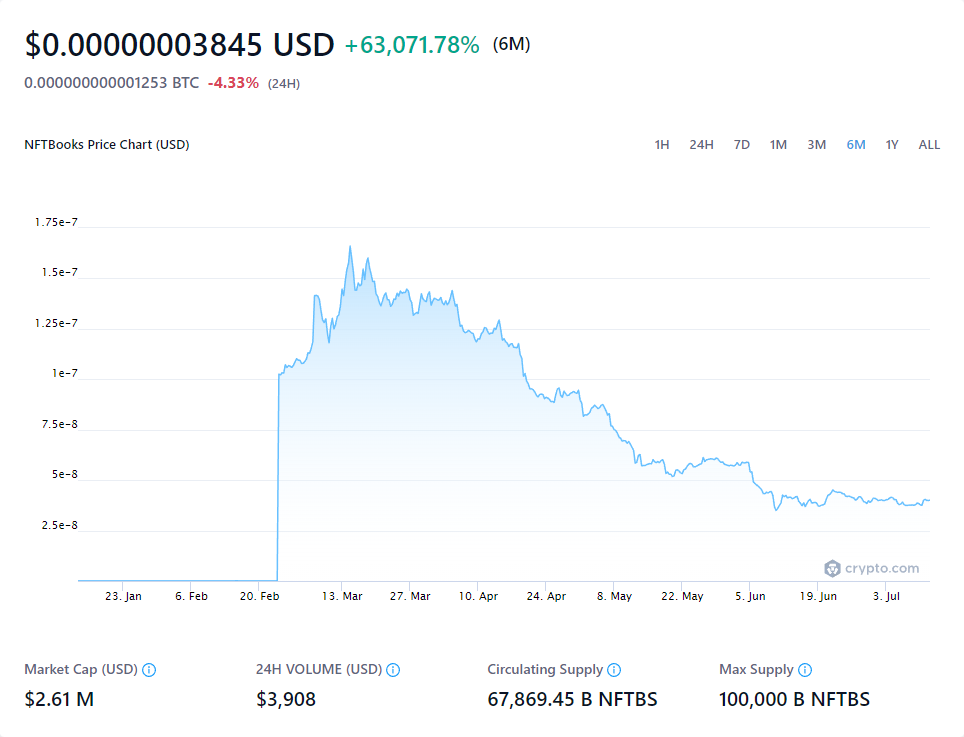 $0.00000003845 USD +63,071.78% (6M)
0.000000000001253 BTC -4.33% (24H)
NFTBooks Price Chart (USD) 1H 24H 7D 1M 3M 6M 1Y ALL
1.75e-7
1.5e-7
1.25e-7
1e-7
7.5e-8
5e-8
2.5e-8
crypto.com
23. Jan 6. Feb 20. Feb 13. Mar 27. Mar 10. Apr 24. Apr 8. May 22. May 5. Jun 19. Jun 3. Jul
Market Cap (USD) 24H VOLUME (USD) Circulating Supply Max Supply
$2.61 M $3,908 67,869.45 B NFTBS 100,000 B NFTBS